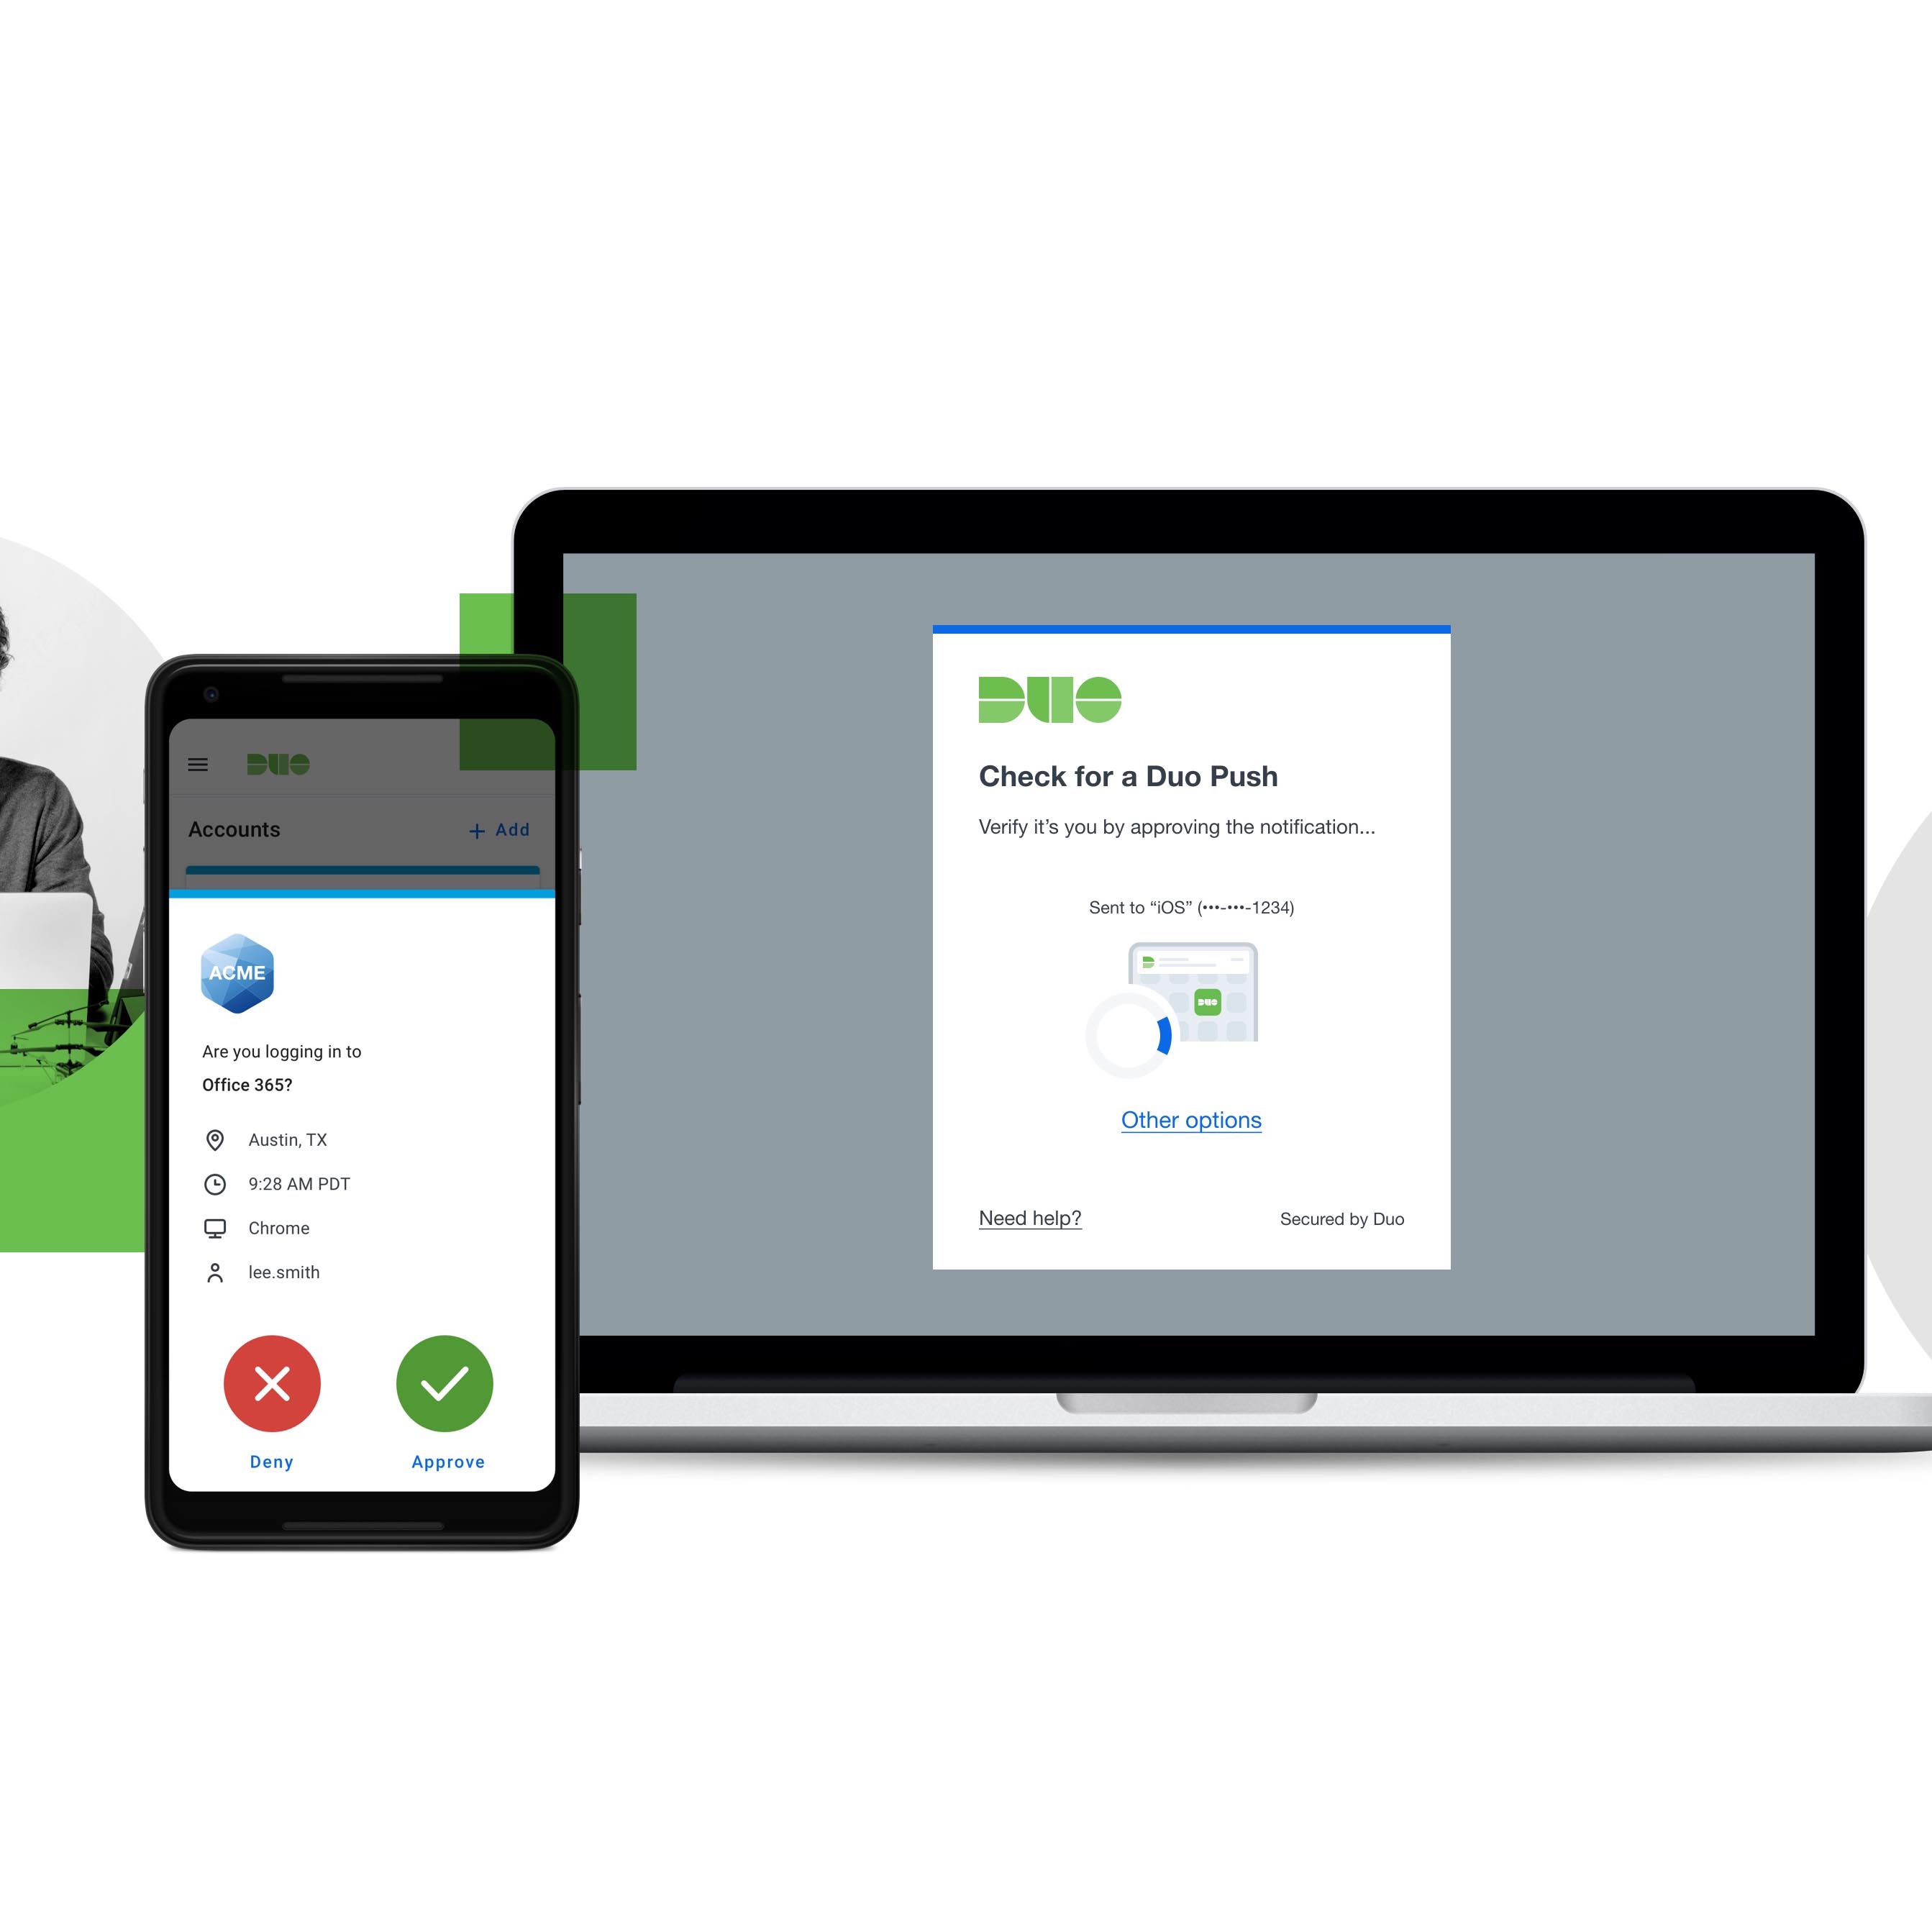 DUO
Accounts
+ Add
ACME
Are you logging in to
Office 365?
Austin, TX
9:28 AM PDT
Chrome
lee.smith
Deny
Approve
DUO
Check for a Duo Push
Verify it’s you by approving the notification...
Sent to “iOS” (•••-•••-1234)
DUO
Other options
Need help?
Secured by Duo